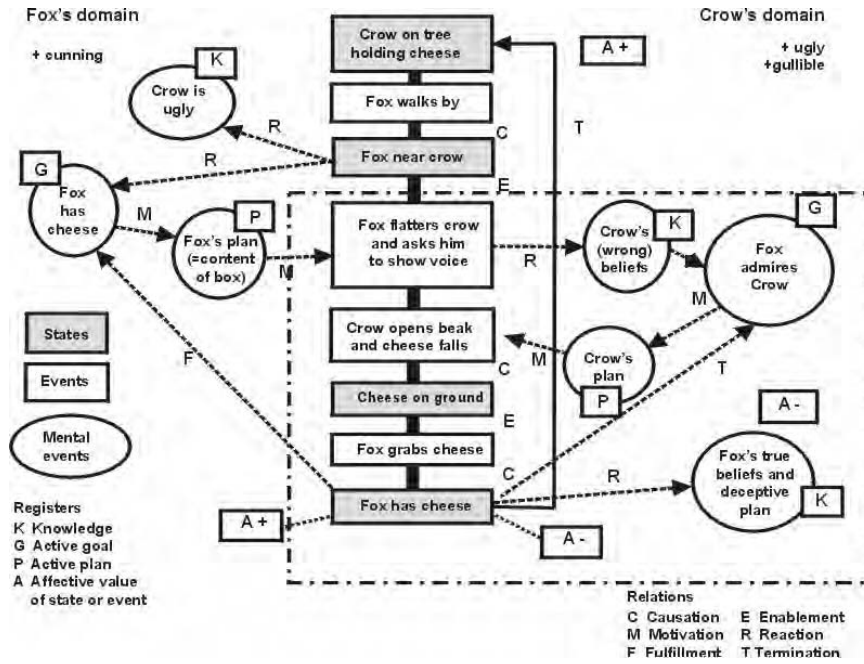 Fox's domain
Crow's domain
+ cunning
+ ugly
+gullible
Crow on tree
holding cheese
A +
K
Crow is
ugly
Fox walks by
C
T
R
R
Fox near crow
E
G
Fox
has
cheese
M
P
Fox's plan
(=content
of box)
M
Fox flatters crow
and asks him
to show voice
R
Crow's
(wrong)
beliefs
K
G
Fox
admires
Crow
M
Crow opens beak
and cheese falls
M
Crow's
plan
P
C
T
F
States
Events
Mental
events
Cheese on ground
E
A -
Fox grabs cheese
C
R
Fox's true
beliefs and
deceptive
plan
K
Fox has cheese
A +
A -
Registers
K Knowledge
G Active goal
P Active plan
A Affective value
of state or event
Relations
C Causation E Enablement
M Motivation R Reaction
F Fulfillment T Termination